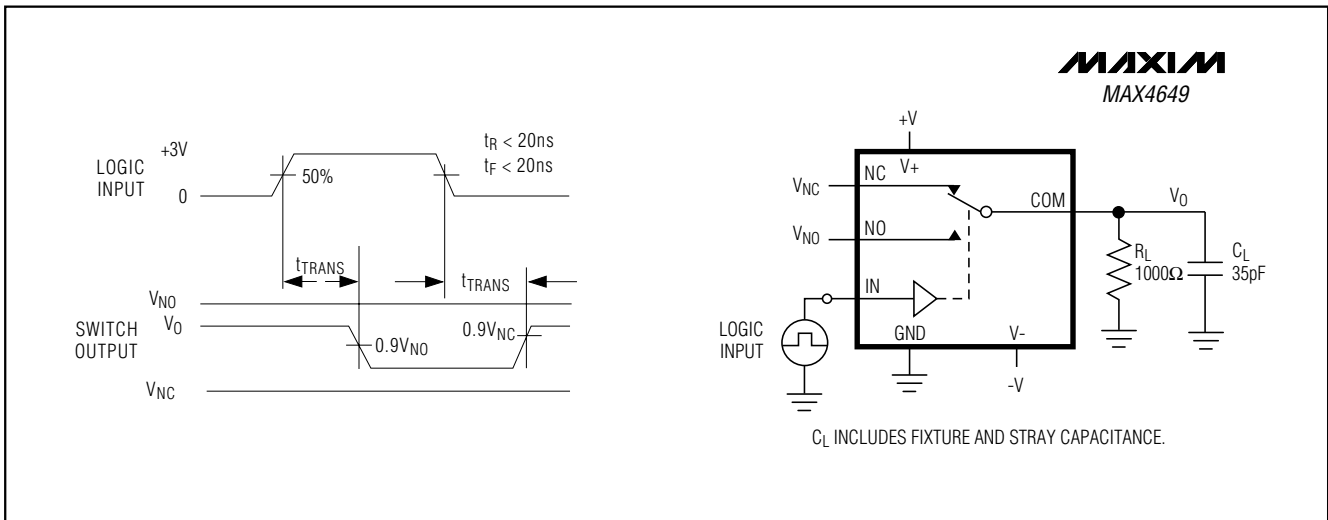 MAXIM
MAX4649
LOGIC
INPUT
+3V
0
50%
tR < 20ns
tF < 20ns
tTRANS
tTRANS
VNO
SWITCH
OUTPUT
VO
0.9VNO
0.9VNC
VNC
+V
V+
VNC
NC
COM
VO
VNO
NO
RL
1000Ω
CL
35pF
IN
LOGIC
INPUT
GND
V-
-V
CL INCLUDES FIXTURE AND STRAY CAPACITANCE.